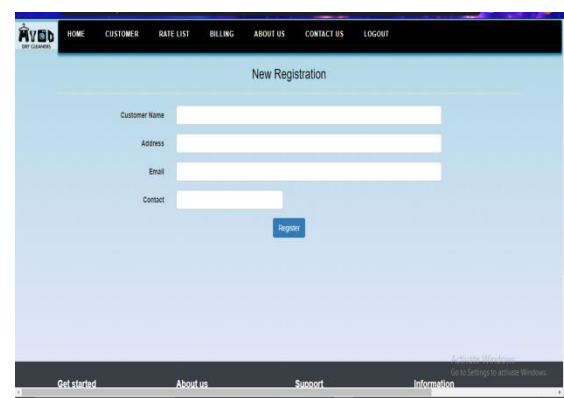 DRY CLEANERS
HOME CUSTOMER RATE LIST BILLING ABOUT US CONTACT US LOGOUT
New Registration
Customer Name
Address
Email
Contact
Register
Activate Windows
Go to Settings to activate Windows.
Get started About us Support Information